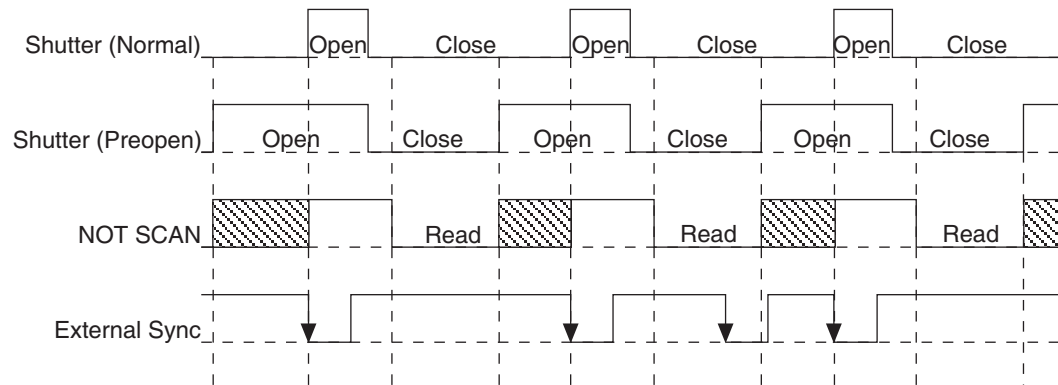 Shutter (Normal) Open Close Open Close Open Close
Shutter (Preopen) Open Close Open Close Open Close
NOT SCAN Read Read Read
External Sync